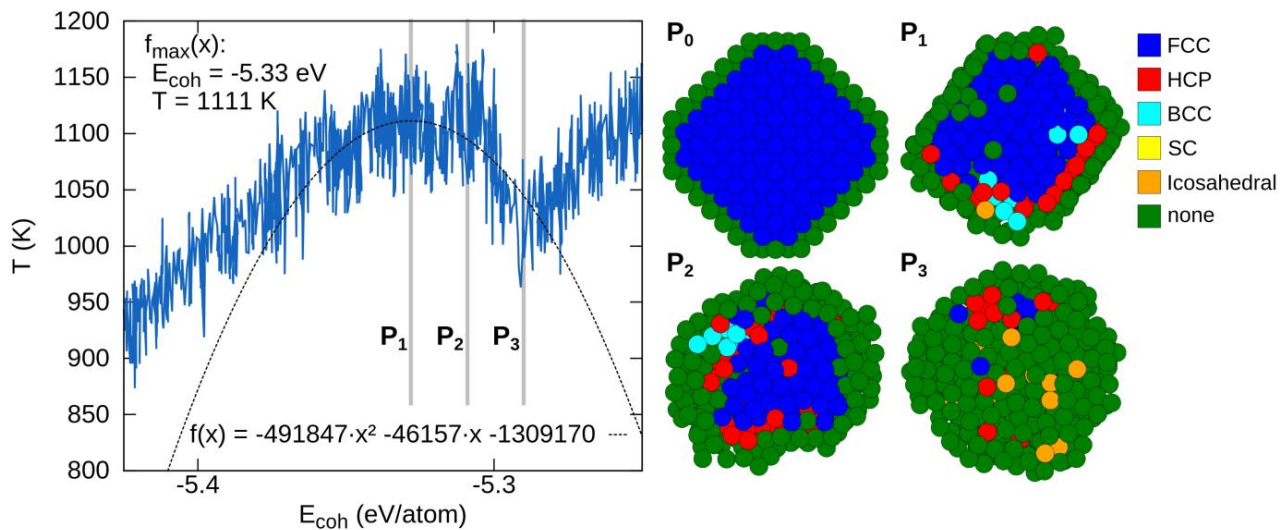 1200
1150
1100
1050
1000
950
900
850
800
T (K)
f_max(x):
E_coh = -5.33 eV
T = 1111 K
P₁ P₂ P₃
f(x) = -491847·x² -46157·x -1309170
-5.4 -5.3
E_coh (eV/atom)
P₀
P₁
P₂
P₃
FCC
HCP
BCC
SC
Icosahedral
none